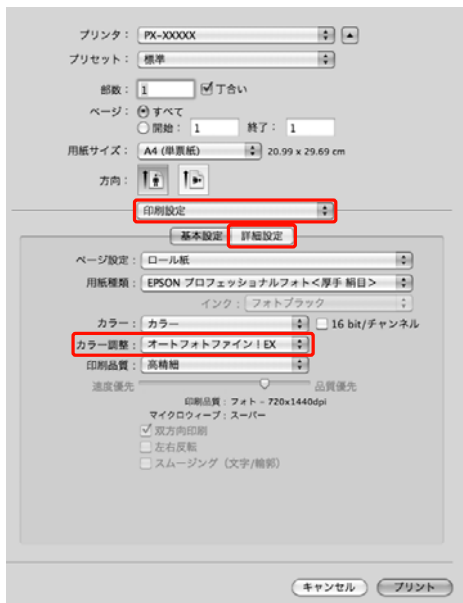 プリンタ： PX-XXXXX
プリセット： 標準
部数： 1 丁合い
ページ： すべて
開始： 1 終了： 1
用紙サイズ： A4 (単票紙) 20.99 x 29.69 cm
方向：
印刷設定
基本設定 詳細設定
ページ設定： ロール紙
用紙種類： EPSON プロフェッショナルフォト＜厚手 絹目＞
インク： フォトブラック
カラー： カラー 16 bit/チャンネル
カラー調整： オートフォトファイン！EX
印刷品質： 高精細
速度優先 品質優先
印刷品質：フォト - 720x1440dpi
マイクロウィーブ：スーパー
双方向印刷
左右反転
スムージング（文字/輪郭）
キャンセル プリント